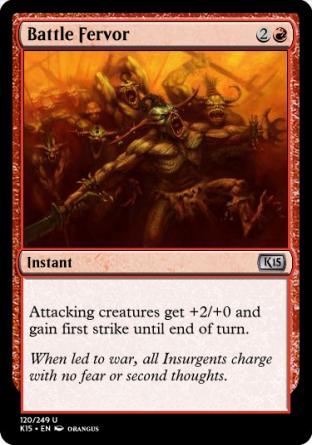 Battle Fervor 2
Instant K15
Attacking creatures get +2/+0 and
gain first strike until end of turn.
When led to war, all Insurgents charge
with no fear or second thoughts.
120/249 U
K15 • EN ORANGUS